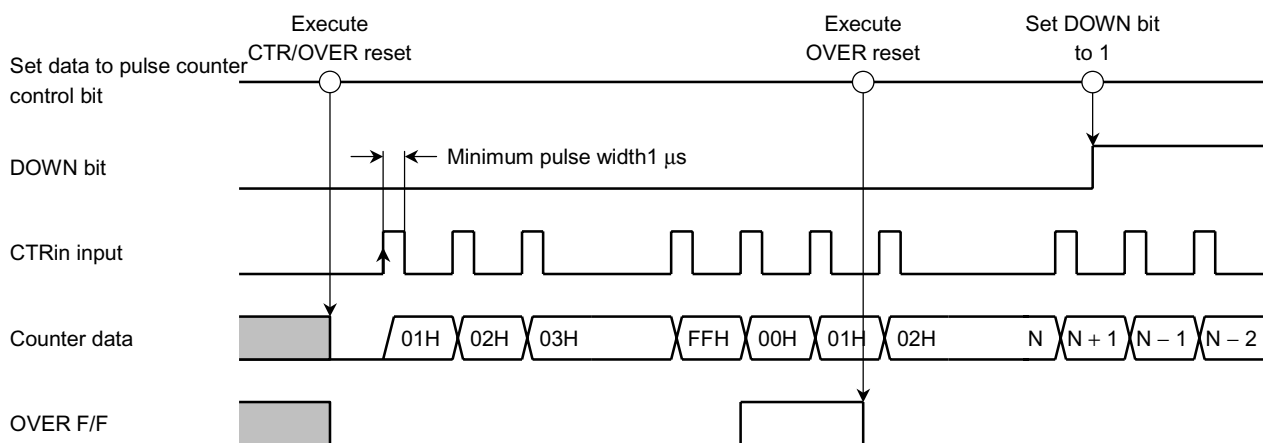 Execute
CTR/OVER reset
Execute
OVER reset
Set DOWN bit
to 1
Set data to pulse counter
control bit
DOWN bit
Minimum pulse width1 μs
CTRin input
Counter data
01H 02H 03H FFH 00H 01H 02H N N + 1 N − 1 N − 2
OVER F/F